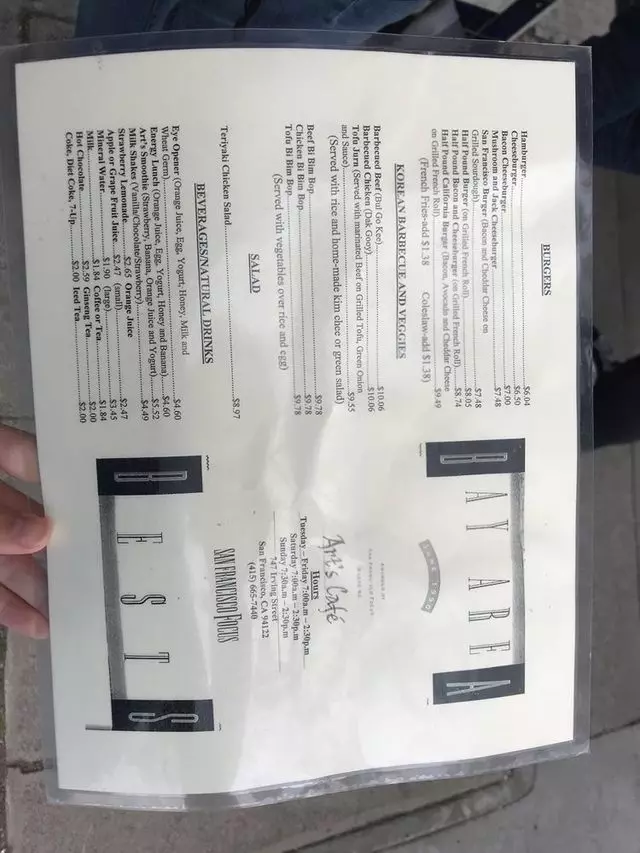 BURGERS
Hamburger $6.04
Cheeseburger $6.50
Bacon Cheeseburger $7.00
Mushroom and Jack Cheeseburger $7.48
San Francisco Burger (Bacon and Cheddar Cheese on
Grilled Sourdough) $7.48
Half Pound Burger (on Grilled French Roll) $8.05
Half Pound Bacon and Cheeseburger (on Grilled French Roll) $8.74
Half Pound California Burger (Bacon, Avocado and Cheddar Cheese
on Grilled French Roll) $9.49
(French Fries-add $1.38 Coleslaw-add $1.38)
KOREAN BARBECUE AND VEGGIES
Barbecued Beef (Bul Go Kee) $10.06
Barbecued Chicken (Dak Gooy) $10.06
Tofu Jurn (Served with marinated Beef on Grilled Tofu, Green Onion
and Sauce) $9.55
(Served with rice and home-made kim chee or green salad)
Beef Bi Bim Bop $9.78
Chicken Bi Bim Bop $9.78
Tofu Bi Bim Bop $9.78
(Served with vegetables over rice and egg)
SALAD
Teriyaki Chicken Salad $8.97
BEVERAGES/NATURAL DRINKS
Eye Opener (Orange Juice, Egg, Yogurt, Honey, Milk and
Wheat Germ) $4.60
Energy Lunch (Orange Juice, Egg, Yogurt, Honey and Banana) $4.60
Art's Smoothie (Strawberry, Banana, Orange Juice and Yogurt) $5.52
Milk Shakes (Vanilla/Chocolate/Strawberry) $4.49
Strawberry Lemonade $2.65 Orange Juice
Apple or Grape Fruit Juice $2.47 (small) $2.47
Mineral Water $1.90 (large) $3.45
Milk $1.84 Coffee or Tea $1.84
Hot Chocolate $2.59 Ginseng Tea $2.00
Coke, Diet Coke, 7-Up $2.00 Iced Tea $2.00
BAY AREA
JUNE 1990
Art's Café
Hours
Tuesday – Friday 7:00a.m – 2:30p.m
Saturday 7:00a.m – 2:30p.m
Sunday 7:30a.m – 2:30p.m
747 Irving Street
San Francisco, CA 94122
(415) 665-7440
SAN FRANCISCO FOCUS
BESTS